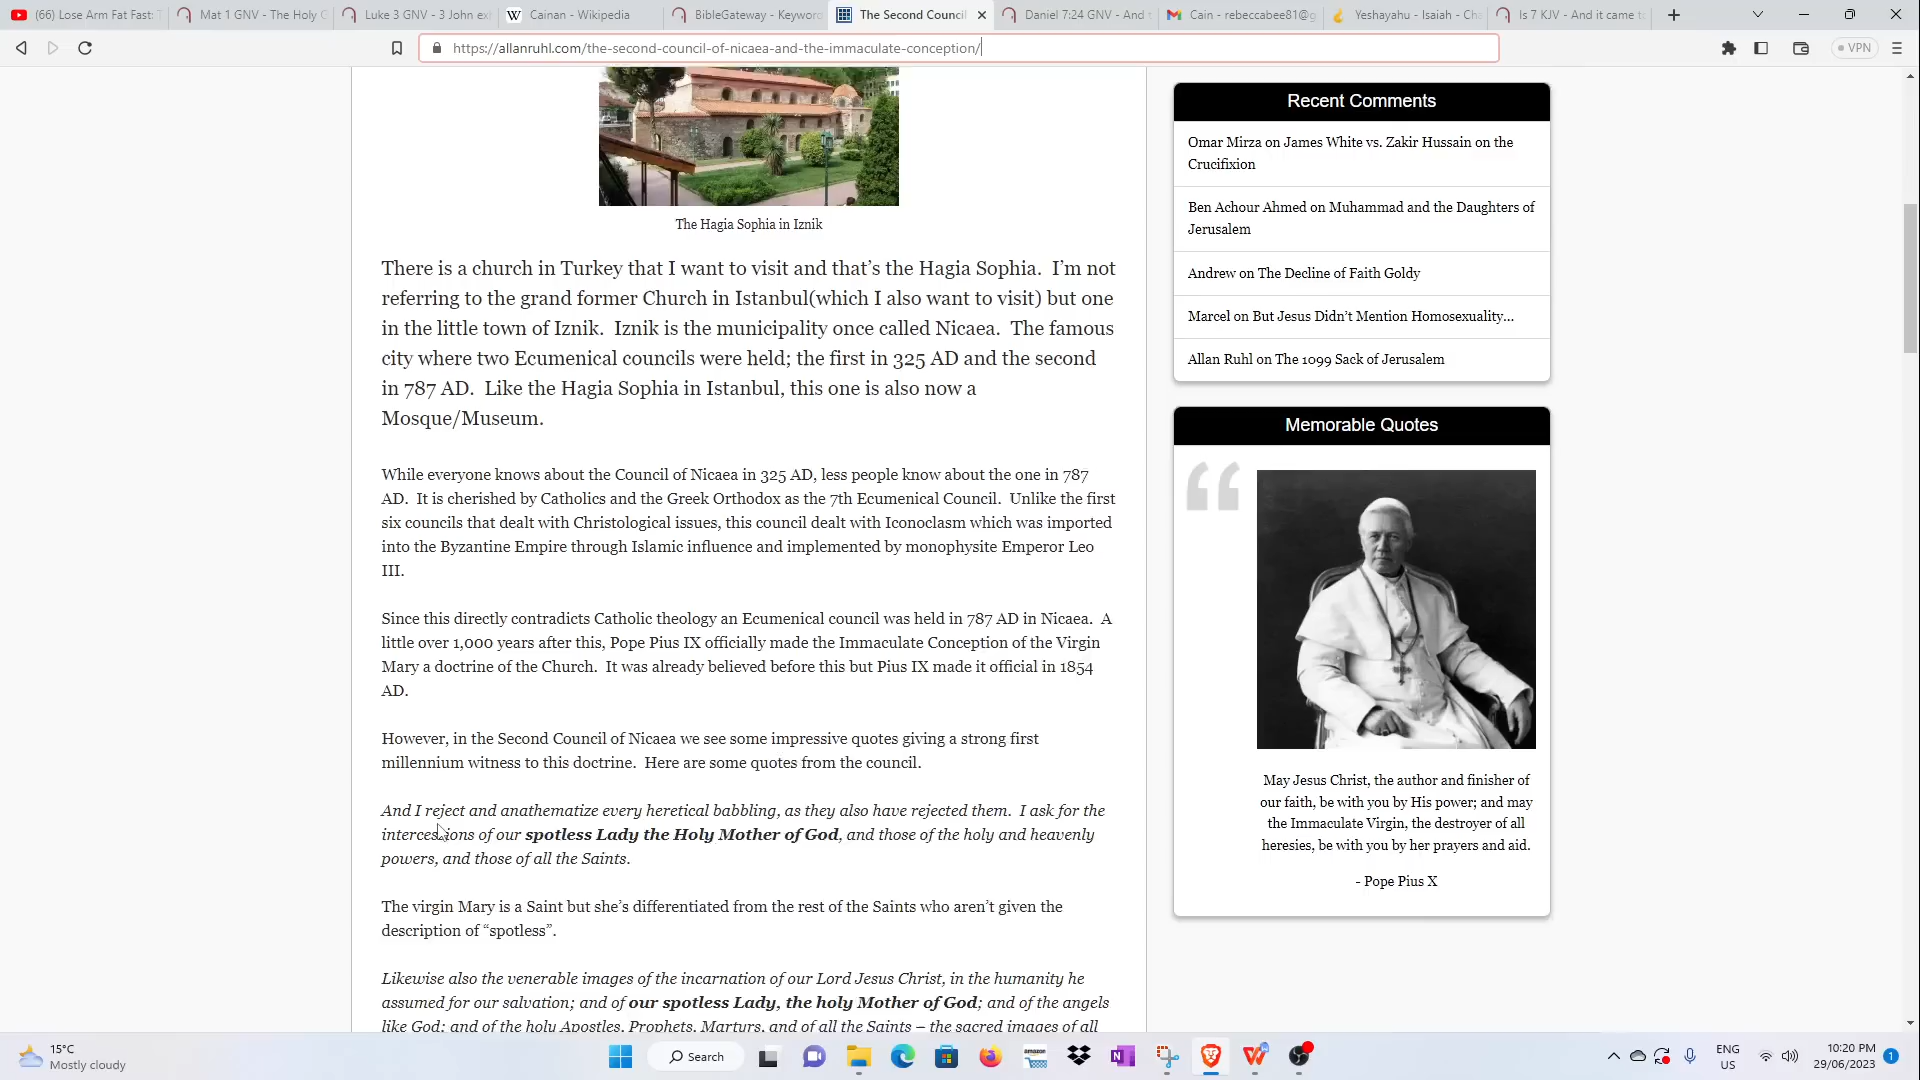 (66) Lose Arm Fat Fast: T
Mat 1 GNV - The Holy G
Luke 3 GNV - 3 John ex
Cainan - Wikipedia
BibleGateway - Keyword
The Second Council
Daniel 7:24 GNV - And t
Cain - rebeccabee81@g
Yeshayahu - Isaiah - Cha
Is 7 KJV - And it came to
https://allanruhl.com/the-second-council-of-nicaea-and-the-immaculate-conception/
VPN
The Hagia Sophia in Iznik
There is a church in Turkey that I want to visit and that’s the Hagia Sophia.  I’m not
referring to the grand former Church in Istanbul(which I also want to visit) but one
in the little town of Iznik.  Iznik is the municipality once called Nicaea.  The famous
city where two Ecumenical councils were held; the first in 325 AD and the second
in 787 AD.  Like the Hagia Sophia in Istanbul, this one is also now a
Mosque/Museum.
While everyone knows about the Council of Nicaea in 325 AD, less people know about the one in 787
AD.  It is cherished by Catholics and the Greek Orthodox as the 7th Ecumenical Council.  Unlike the first
six councils that dealt with Christological issues, this council dealt with Iconoclasm which was imported
into the Byzantine Empire through Islamic influence and implemented by monophysite Emperor Leo
III.
Since this directly contradicts Catholic theology an Ecumenical council was held in 787 AD in Nicaea.  A
little over 1,000 years after this, Pope Pius IX officially made the Immaculate Conception of the Virgin
Mary a doctrine of the Church.  It was already believed before this but Pius IX made it official in 1854
AD.
However, in the Second Council of Nicaea we see some impressive quotes giving a strong first
millennium witness to this doctrine.  Here are some quotes from the council.
And I reject and anathematize every heretical babbling, as they also have rejected them.  I ask for the
intercessions of our spotless Lady the Holy Mother of God, and those of the holy and heavenly
powers, and those of all the Saints.
The virgin Mary is a Saint but she’s differentiated from the rest of the Saints who aren’t given the
description of “spotless”.
Likewise also the venerable images of the incarnation of our Lord Jesus Christ, in the humanity he
assumed for our salvation; and of our spotless Lady, the holy Mother of God; and of the angels
like God; and of the holy Apostles, Prophets, Martyrs, and of all the Saints – the sacred images of all
Recent Comments
Omar Mirza on James White vs. Zakir Hussain on the
Crucifixion
Ben Achour Ahmed on Muhammad and the Daughters of
Jerusalem
Andrew on The Decline of Faith Goldy
Marcel on But Jesus Didn’t Mention Homosexuality…
Allan Ruhl on The 1099 Sack of Jerusalem
Memorable Quotes
May Jesus Christ, the author and finisher of
our faith, be with you by His power; and may
the Immaculate Virgin, the destroyer of all
heresies, be with you by her prayers and aid.
- Pope Pius X
15°C
Mostly cloudy
Search
amazon
ENG
US
10:20 PM
29/06/2023
1